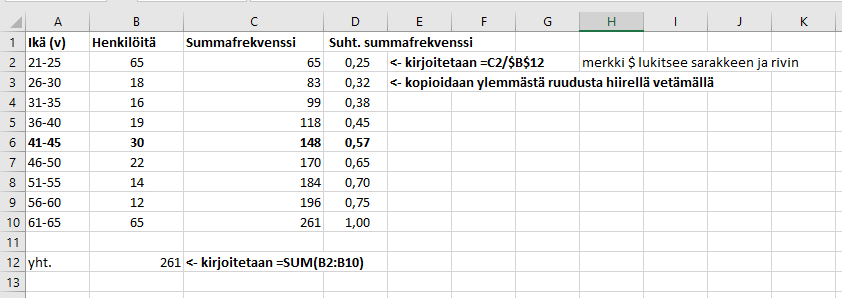 A B C D E F G H I J K
1 Ikä (v) Henkilöitä Summafrekvenssi Suht. summafrekvenssi
2 21-25 65 65 0,25 <- kirjoitetaan =C2/$B$12 merkki $ lukitsee sarakkeen ja rivin
3 26-30 18 83 0,32 <- kopioidaan ylemmästä ruudusta hiirellä vetämällä
4 31-35 16 99 0,38
5 36-40 19 118 0,45
6 41-45 30 148 0,57
7 46-50 22 170 0,65
8 51-55 14 184 0,70
9 56-60 12 196 0,75
10 61-65 65 261 1,00
11
12 yht. 261 <- kirjoitetaan =SUM(B2:B10)
13